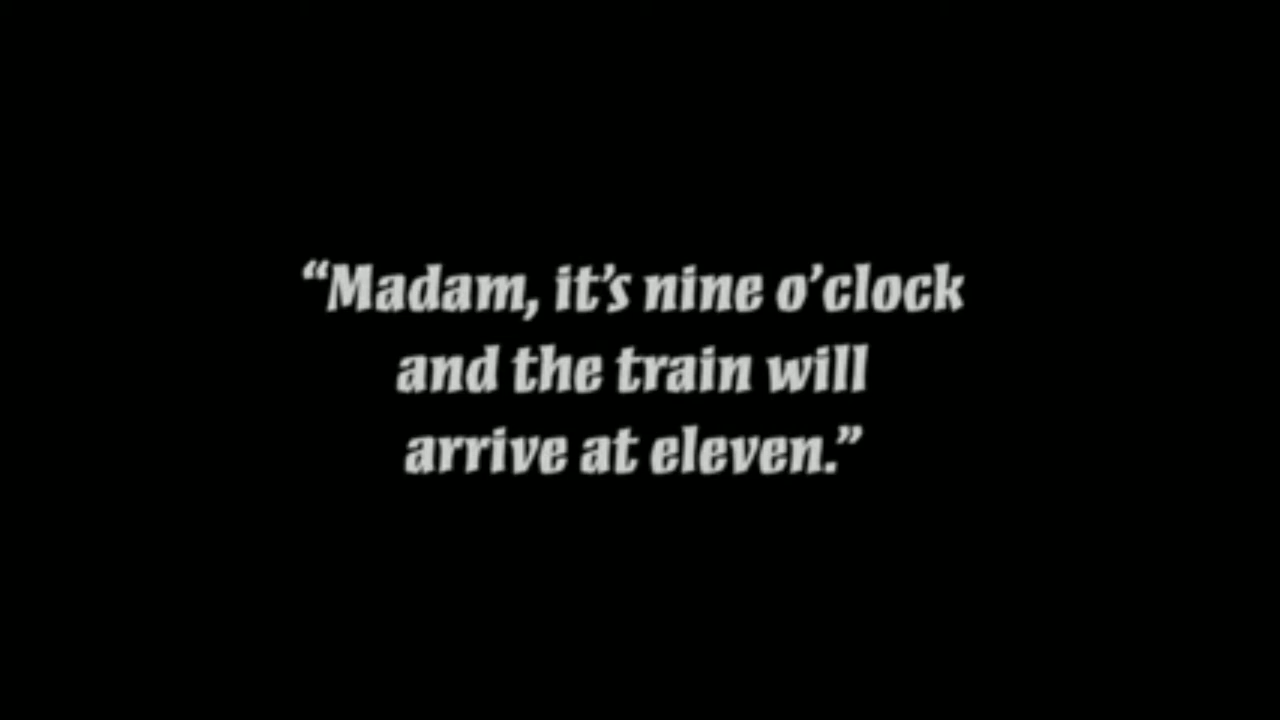 “Madam, it’s nine o’clock
and the train will
arrive at eleven.”